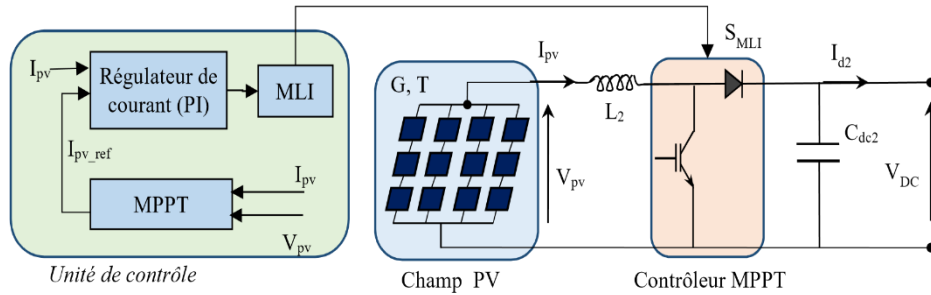 I_pv
Régulateur de
courant (PI)
MLI
I_pv_ref
MPPT
I_pv
V_pv
Unité de contrôle
G, T
I_pv
L_2
V_pv
Champ PV
S_MLI
Contrôleur MPPT
I_d2
C_dc2
V_DC